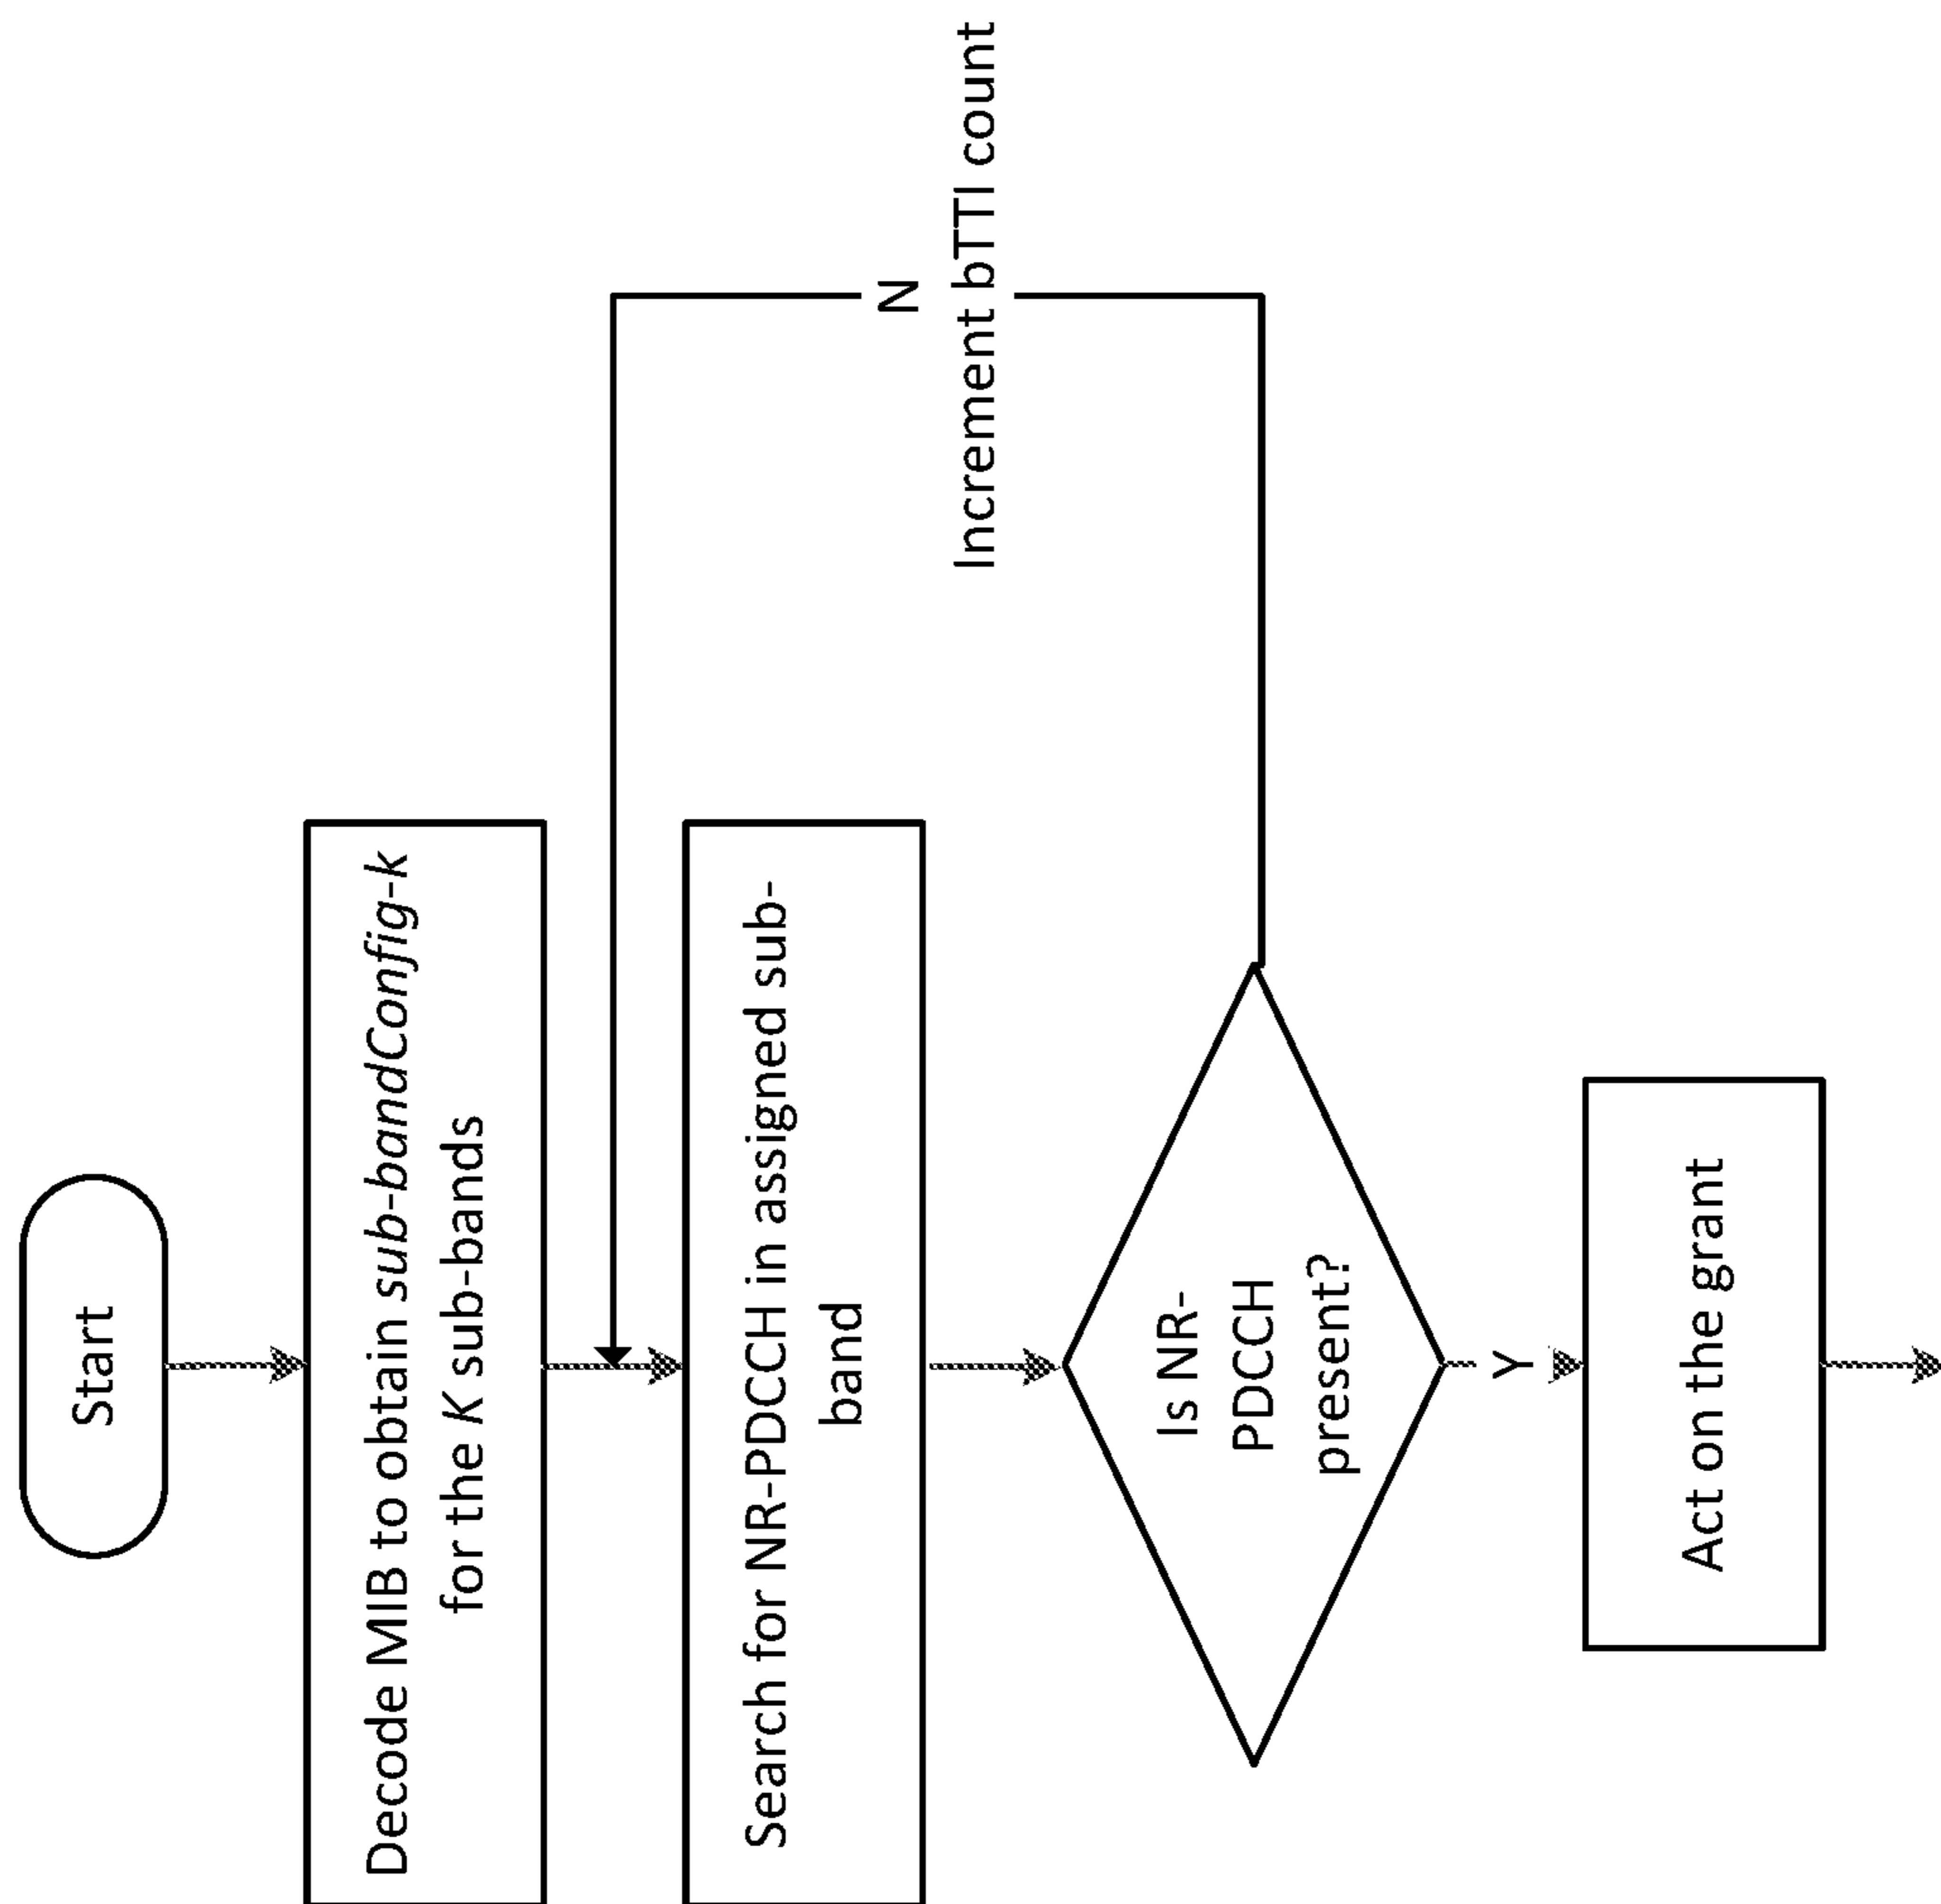 Start
Decode MIB to obtain sub-bandConfig-k
for the K sub-bands
Search for NR-PDCCH in assigned sub-
band
Is NR-
PDCCH
present?
N
Increment bTTI count
Y
Act on the grant